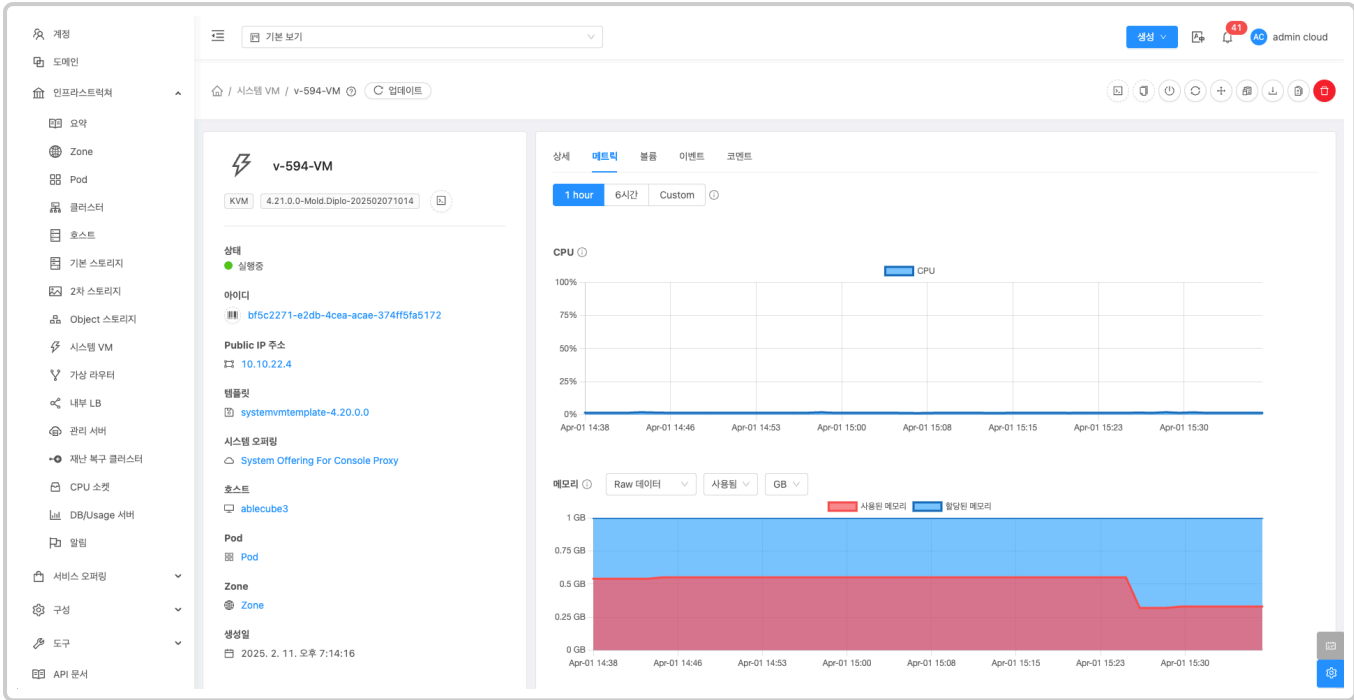 계정
도메인
인프라스트럭쳐
요약
Zone
Pod
클러스터
호스트
기본 스토리지
2차 스토리지
Object 스토리지
시스템 VM
가상 라우터
내부 LB
관리 서버
재난 복구 클러스터
CPU 소켓
DB/Usage 서버
알림
서비스 오퍼링
구성
도구
API 문서
기본 보기
생성
41
AC admin cloud
/ 시스템 VM / v-594-VM 업데이트
v-594-VM
KVM 4.21.0.0-Mold.Diplo-202502071014
상태
실행중
아이디
bf5c2271-e2db-4cea-acae-374ff5fa5172
Public IP 주소
10.10.22.4
템플릿
systemvmtemplate-4.20.0.0
시스템 오퍼링
System Offering For Console Proxy
호스트
ablecube3
Pod
Pod
Zone
Zone
생성일
2025. 2. 11. 오후 7:14:16
상세 메트릭 볼륨 이벤트 코멘트
1 hour 6시간 Custom
CPU
CPU
100%
75%
50%
25%
0%
Apr-01 14:38 Apr-01 14:46 Apr-01 14:53 Apr-01 15:00 Apr-01 15:08 Apr-01 15:15 Apr-01 15:23 Apr-01 15:30
메모리 Raw 데이터 사용됨 GB
사용된 메모리 할당된 메모리
1 GB
0.75 GB
0.5 GB
0.25 GB
0 GB
Apr-01 14:38 Apr-01 14:46 Apr-01 14:53 Apr-01 15:00 Apr-01 15:08 Apr-01 15:15 Apr-01 15:23 Apr-01 15:30